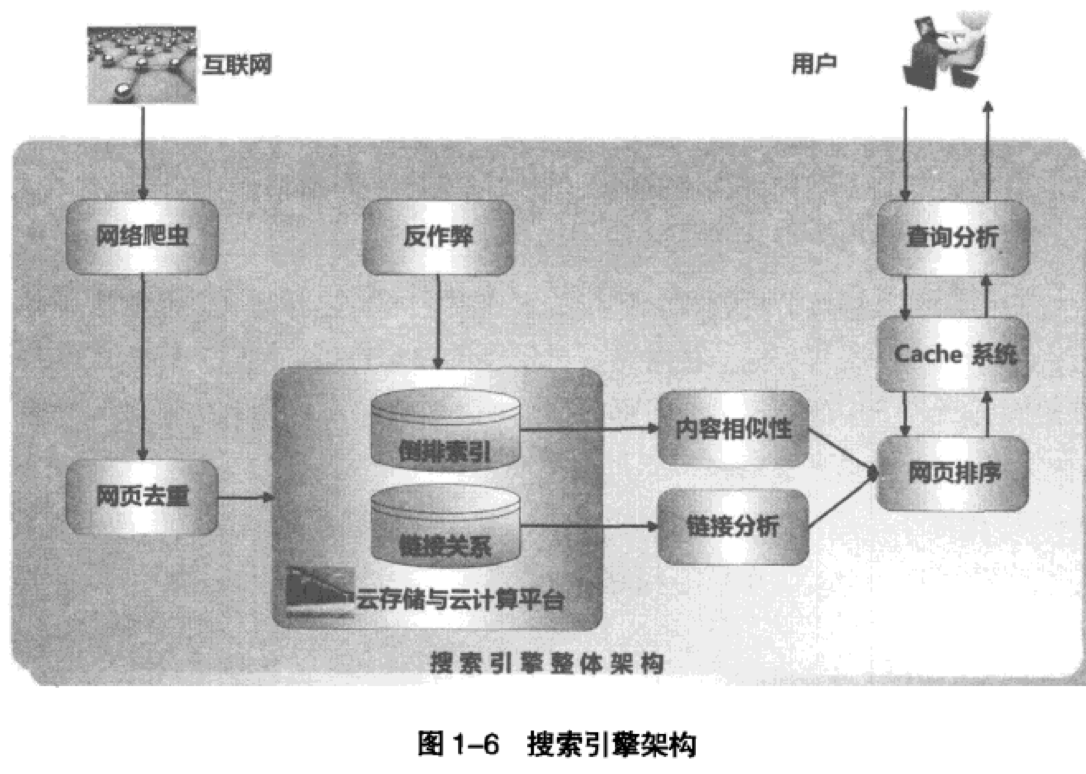 互联网
用户
网络爬虫
反作弊
查询分析
Cache 系统
倒排索引
内容相似性
网页排序
网页去重
链接关系
链接分析
云存储与云计算平台
搜索引擎整体架构
图 1-6 搜索引擎架构